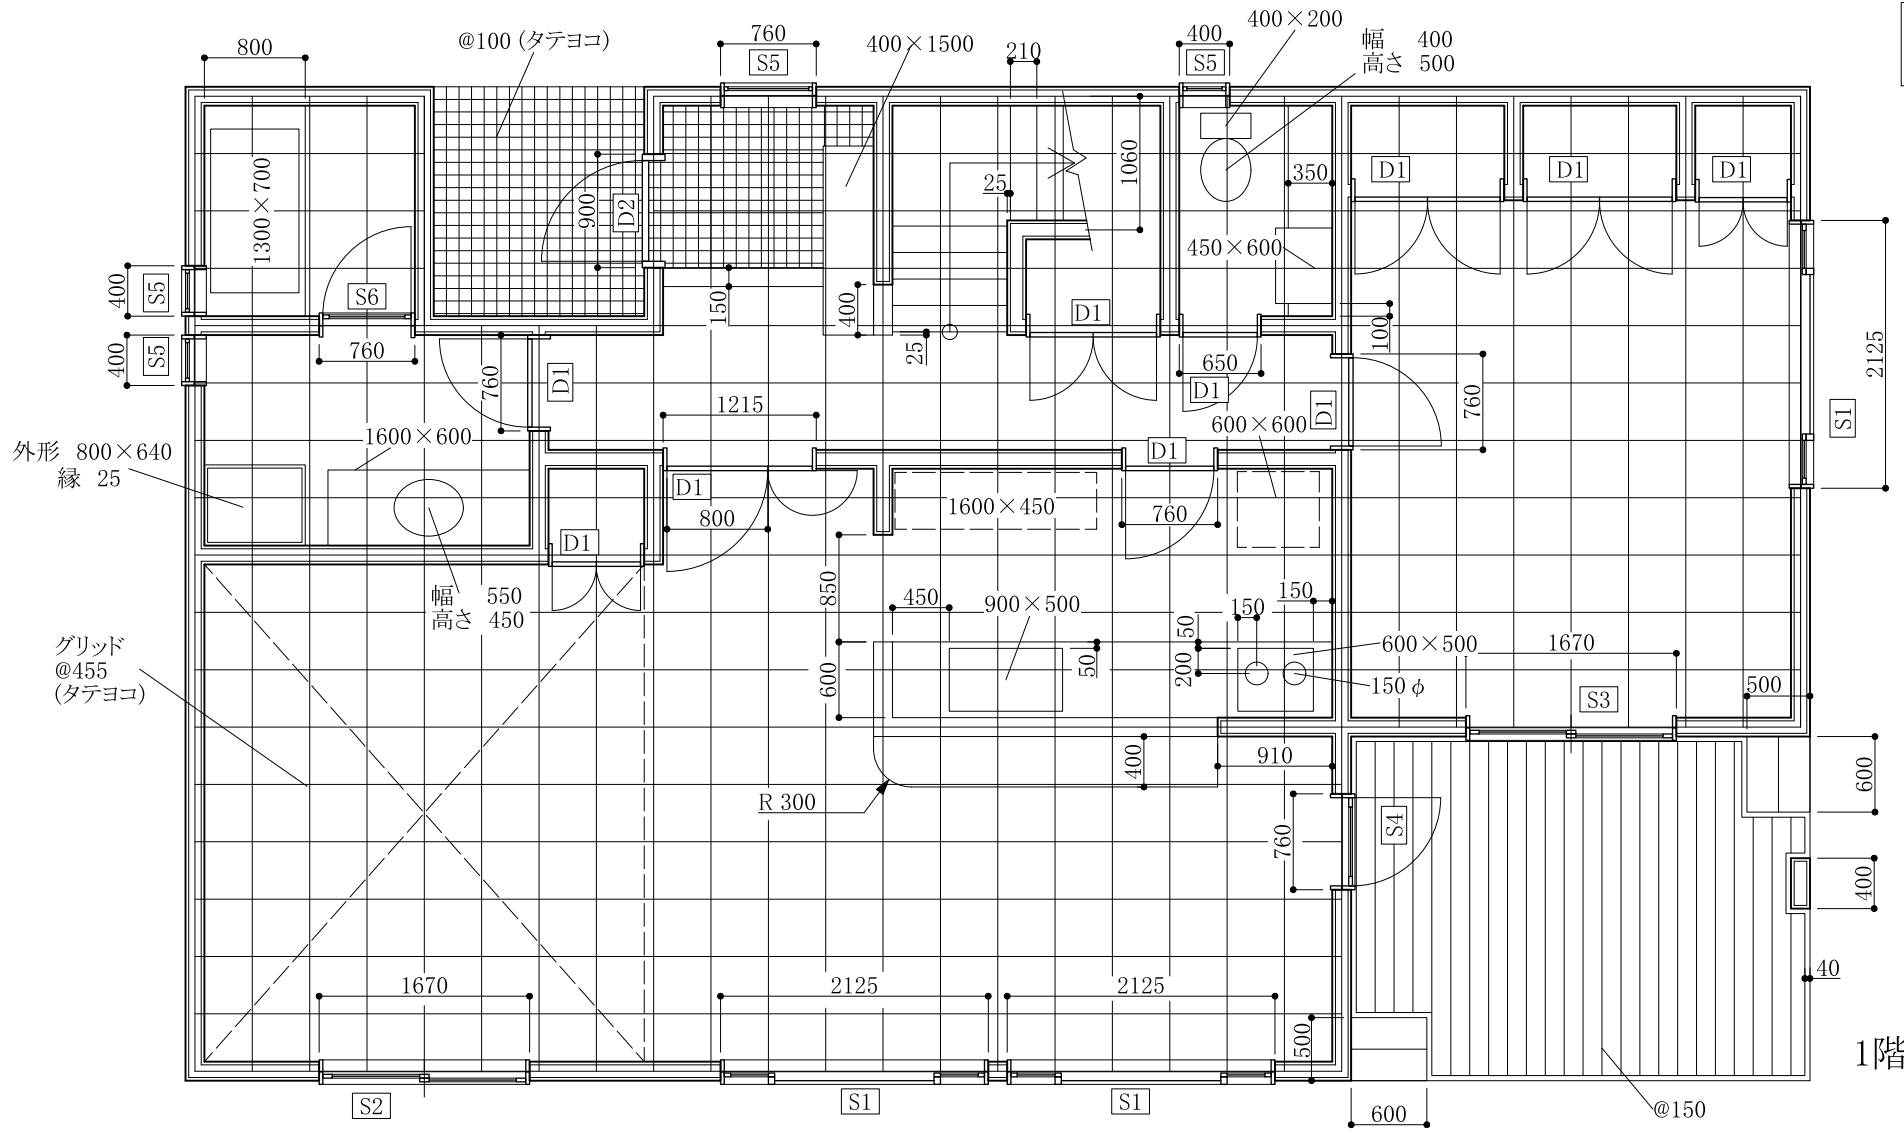 800
@100 (タテヨコ)
760
S5
400×1500
210
400
S5
400×200
幅 400
高さ 500
1300×700
900
D2
25
1060
350
D1
D1
D1
450×600
400
S5
S6
150
400
D1
100
2125
400
S5
760
760
D1
25
650
D1
D1
760
S1
1215
1600×600
600×600
外形 800×640
縁 25
D1
D1
800
1600×450
760
D1
幅 550
高さ 450
850
450
900×500
150
150
50
グリッド
@455
(タテヨコ)
600
50
200
600×500
150φ
1670
S3
500
R 300
400
910
600
760
S4
400
1670
2125
2125
40
500
1階
S2
S1
S1
600
@150